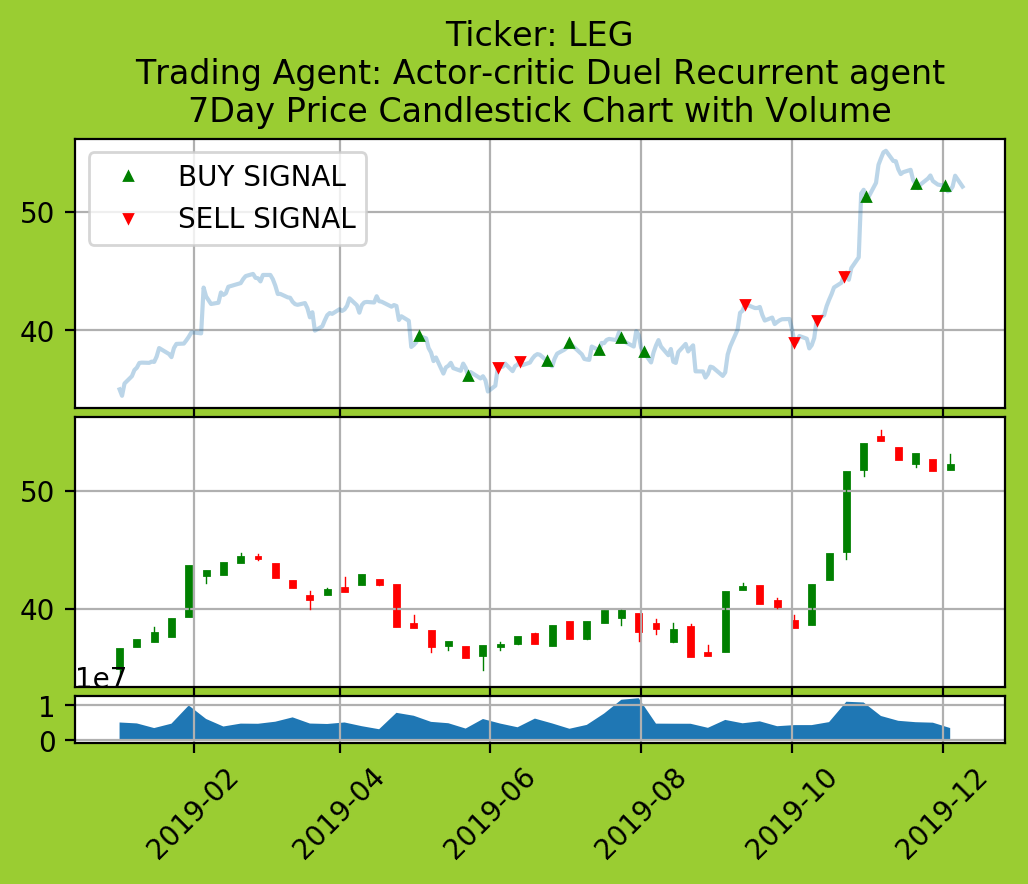 Ticker: LEG
Trading Agent: Actor-critic Duel Recurrent agent
7Day Price Candlestick Chart with Volume
BUY SIGNAL
SELL SIGNAL
50
40
50
40
1e7
1
0
2019-02
2019-04
2019-06
2019-08
2019-10
2019-12